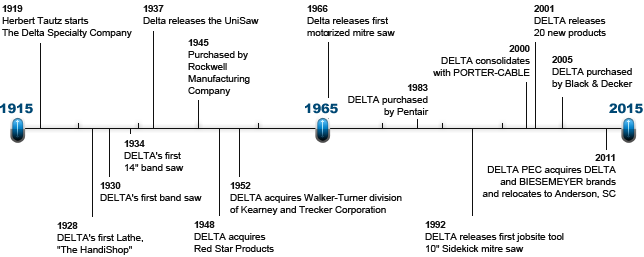 1919
Herbert Tautz starts
The Delta Specialty Company
1937
Delta releases the UniSaw
1945
Purchased by
Rockwell
Manufacturing
Company
1966
Delta releases first
motorized mitre saw
1983
DELTA purchased
by Pentair
2000
DELTA consolidates
with PORTER-CABLE
2001
DELTA releases
20 new products
2005
DELTA purchased
by Black & Decker
1915
1965
2015
1934
DELTA's first
14" band saw
1930
DELTA's first band saw
1928
DELTA's first Lathe,
"The HandiShop"
1952
DELTA acquires Walker-Turner division
of Kearney and Trecker Corporation
1948
DELTA acquires
Red Star Products
1992
DELTA releases first jobsite tool
10" Sidekick mitre saw
2011
DELTA PEC acquires DELTA
and BIESEMEYER brands
and relocates to Anderson, SC